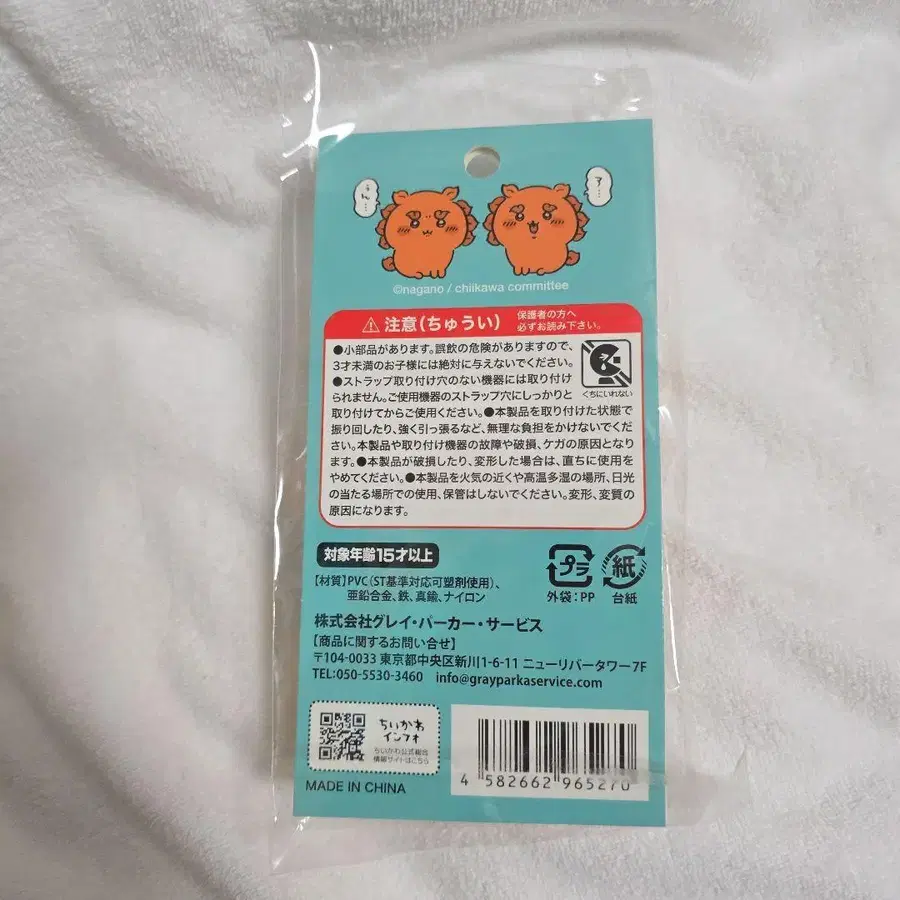 うん…
ア…
©nagano / chiikawa committee
注意(ちゅうい)
保護者の方へ
必ずお読み下さい。
●小部品があります。誤飲の危険がありますので、
3才未満のお子様には絶対に与えないでください。
●ストラップ取り付け穴のない機器には取り付け
られません。ご使用機器のストラップ穴にしっかりと
取り付けてからご使用ください。●本製品を取り付けた状態で
振り回したり、強く引っ張るなど、無理な負担をかけないでくだ
さい。本製品や取り付け機器の故障や破損、ケガの原因となり
ます。●本製品が破損したり、変形した場合は、直ちに使用を
やめてください。●本製品を火気の近くや高温多湿の場所、日光
の当たる場所での使用、保管はしないでください。変形、変質の
原因になります。
くちにいれない
対象年齢15才以上
【材質】PVC(ST基準対応可塑剤使用)、
亜鉛合金、鉄、真鍮、ナイロン
プラ
外袋:PP
紙
台紙
株式会社グレイ・パーカー・サービス
【商品に関するお問い合せ】
〒104-0033 東京都中央区新川1-6-11 ニューリバータワー7F
TEL:050-5530-3460 info@grayparkaservice.com
ちいかわ
インフォ
ちいかわ公式総合
情報サイトはこちら
MADE IN CHINA
4 582662 965270